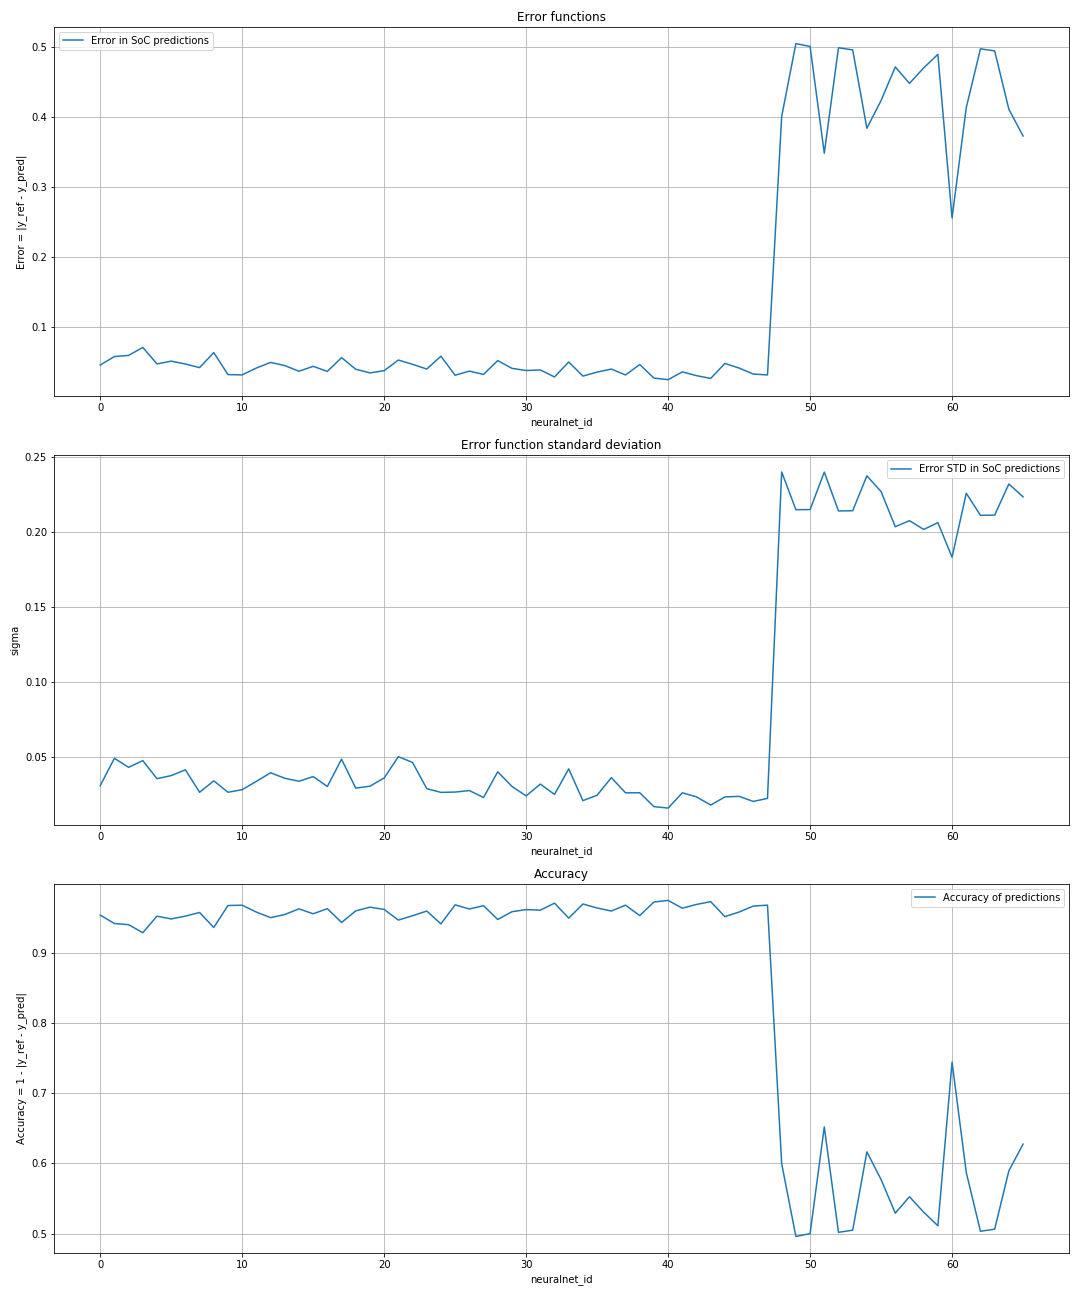 Error functions
Error in SoC predictions
0.5
0.4
0.3
0.2
0.1
Error = |y_ref - y_pred|
0 10 20 30 40 50 60
neuralnet_id
Error function standard deviation
Error STD in SoC predictions
0.25
0.20
0.15
0.10
0.05
sigma
0 10 20 30 40 50 60
neuralnet_id
Accuracy
Accuracy of predictions
0.9
0.8
0.7
0.6
0.5
Accuracy = 1 - |y_ref - y_pred|
0 10 20 30 40 50 60
neuralnet_id